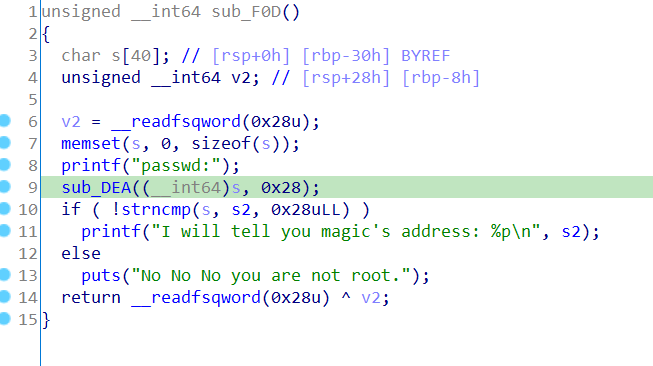 1 unsigned __int64 sub_F0D()
2 {
3 char s[40]; // [rsp+0h] [rbp-30h] BYREF
4 unsigned __int64 v2; // [rsp+28h] [rbp-8h]
5
6 v2 = __readfsqword(0x28u);
7 memset(s, 0, sizeof(s));
8 printf("passwd:");
9 sub_DEA((__int64)s, 0x28);
10 if ( !strncmp(s, s2, 0x28uLL) )
11 printf("I will tell you magic's address: %p\n", s2);
12 else
13 puts("No No No you are not root.");
14 return __readfsqword(0x28u) ^ v2;
15 }